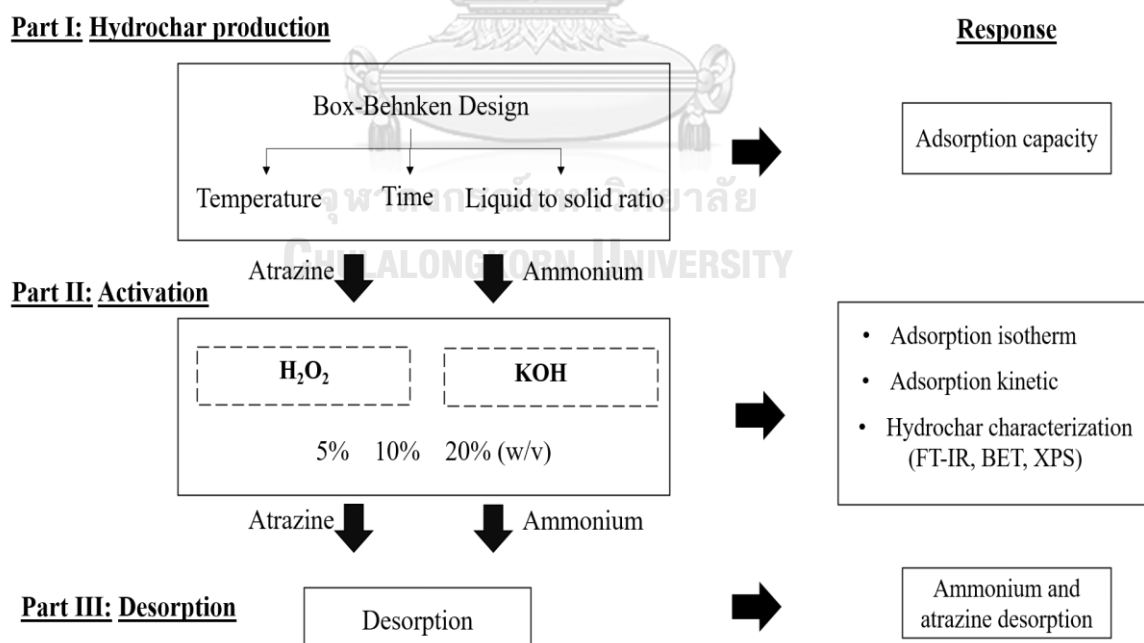 Part I: Hydrochar production
Response
Box-Behnken Design
Adsorption capacity
Temperature
Time
Liquid to solid ratio
จุฬาลงกรณ์มหาวิทยาลัย
CHULALONGKORN UNIVERSITY
Atrazine
Ammonium
Part II: Activation
H₂O₂
KOH
5% 10% 20% (w/v)
• Adsorption isotherm
• Adsorption kinetic
• Hydrochar characterization
(FT-IR, BET, XPS)
Atrazine
Ammonium
Part III: Desorption
Desorption
Ammonium and
atrazine desorption